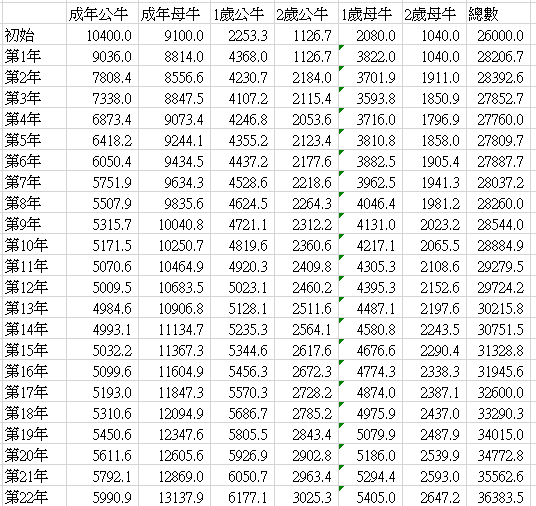 成年公牛 成年母牛 1歲公牛 2歲公牛 1歲母牛 2歲母牛 總數
初始 10400.0 9100.0 2253.3 1126.7 2080.0 1040.0 26000.0
第1年 9036.0 8814.0 4368.0 1126.7 3822.0 1040.0 28206.7
第2年 7808.4 8556.6 4230.7 2184.0 3701.9 1911.0 28392.6
第3年 7338.0 8847.5 4107.2 2115.4 3593.8 1850.9 27852.7
第4年 6873.4 9073.4 4246.8 2053.6 3716.0 1796.9 27760.0
第5年 6418.2 9244.1 4355.2 2123.4 3810.8 1858.0 27809.7
第6年 6050.4 9434.5 4437.2 2177.6 3882.5 1905.4 27887.7
第7年 5751.9 9634.3 4528.6 2218.6 3962.5 1941.3 28037.2
第8年 5507.9 9835.6 4624.5 2264.3 4046.4 1981.2 28260.0
第9年 5315.7 10040.8 4721.1 2312.2 4131.0 2023.2 28544.0
第10年 5171.5 10250.7 4819.6 2360.6 4217.1 2065.5 28884.9
第11年 5070.6 10464.9 4920.3 2409.8 4305.3 2108.6 29279.5
第12年 5009.5 10683.5 5023.1 2460.2 4395.3 2152.6 29724.2
第13年 4984.6 10906.8 5128.1 2511.6 4487.1 2197.6 30215.8
第14年 4993.1 11134.7 5235.3 2564.1 4580.8 2243.5 30751.5
第15年 5032.2 11367.3 5344.6 2617.6 4676.6 2290.4 31328.8
第16年 5099.6 11604.9 5456.3 2672.3 4774.3 2338.3 31945.6
第17年 5193.0 11847.3 5570.3 2728.2 4874.0 2387.1 32600.0
第18年 5310.6 12094.9 5686.7 2785.2 4975.9 2437.0 33290.3
第19年 5450.6 12347.6 5805.5 2843.4 5079.9 2487.9 34015.0
第20年 5611.6 12605.6 5926.9 2902.8 5186.0 2539.9 34772.8
第21年 5792.1 12869.0 6050.7 2963.4 5294.4 2593.0 35562.6
第22年 5990.9 13137.9 6177.1 3025.3 5405.0 2647.2 36383.5